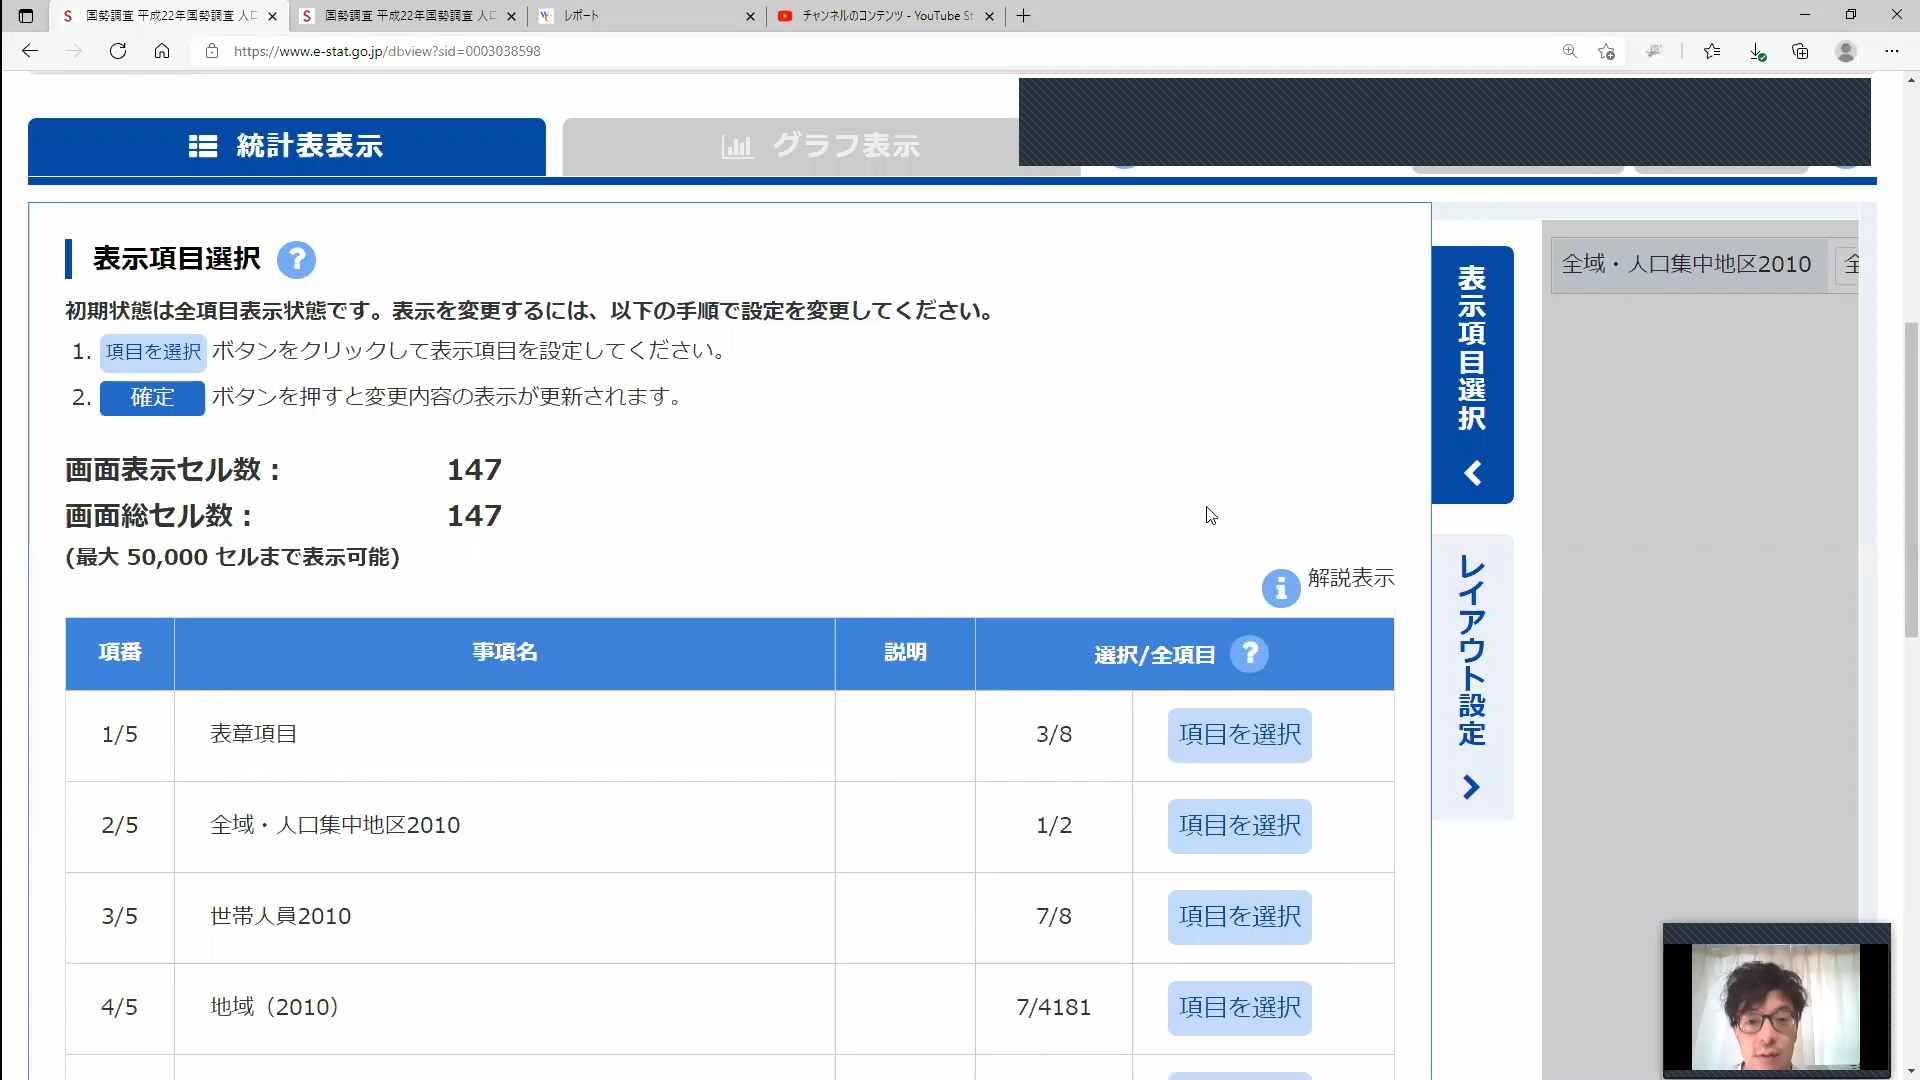 国勢調査 平成22年国勢調査 人口
国勢調査 平成22年国勢調査 人口
レポート
チャンネルのコンテンツ - YouTube St
https://www.e-stat.go.jp/dbview?sid=0003038598
統計表表示
グラフ表示
表示項目選択 ?
初期状態は全項目表示状態です。表示を変更するには、以下の手順で設定を変更してください。
1. 項目を選択 ボタンをクリックして表示項目を設定してください。
2. 確定 ボタンを押すと変更内容の表示が更新されます。
画面表示セル数： 147
画面総セル数： 147
(最大 50,000 セルまで表示可能)
i 解説表示
項番 事項名 説明 選択/全項目 ?
1/5 表章項目 3/8 項目を選択
2/5 全域・人口集中地区2010 1/2 項目を選択
3/5 世帯人員2010 7/8 項目を選択
4/5 地域（2010） 7/4181 項目を選択
表示項目選択
レイアウト設定
全域・人口集中地区2010 全